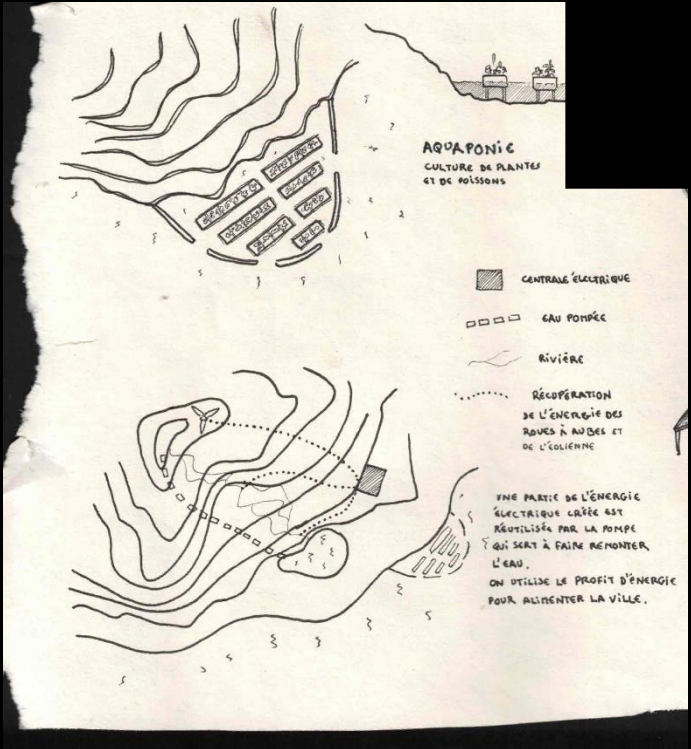 AQUAPONIE
CULTURE DE PLANTES
ET DE POISSONS
CENTRALE ÉLECTRIQUE
EAU POMPÉE
RIVIÈRE
RÉCUPÉRATION
DE L'ÉNERGIE DES
ROUES À AUBES ET
DE L'ÉOLIENNE
UNE PARTIE DE L'ÉNERGIE
ÉLECTRIQUE CRÉÉE EST
RÉUTILISÉE PAR LA POMPE
QUI SERT À FAIRE REMONTER
L'EAU.
ON UTILISE LE PROFIT D'ÉNERGIE
POUR ALIMENTER LA VILLE.